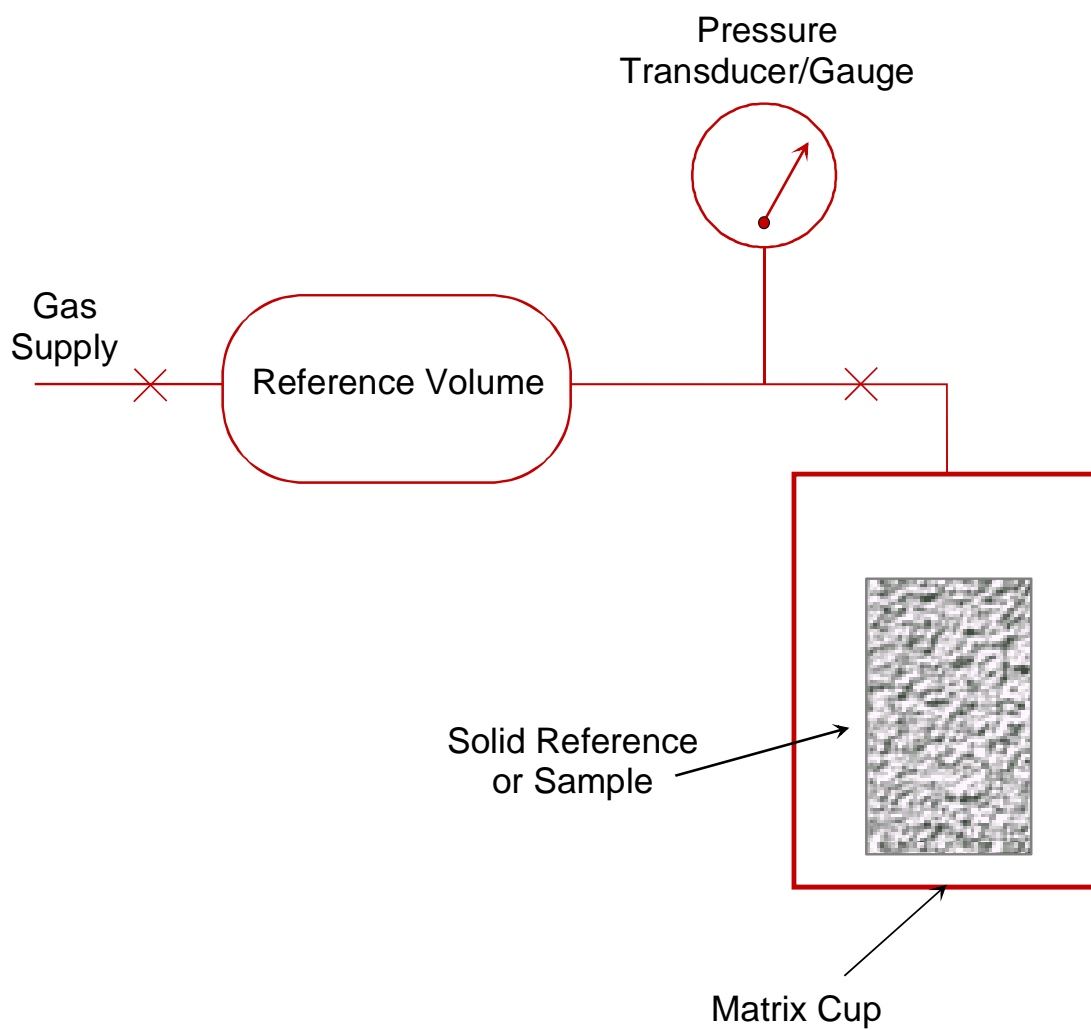 Pressure
Transducer/Gauge
Gas
Supply
Reference Volume
Solid Reference
or Sample
Matrix Cup